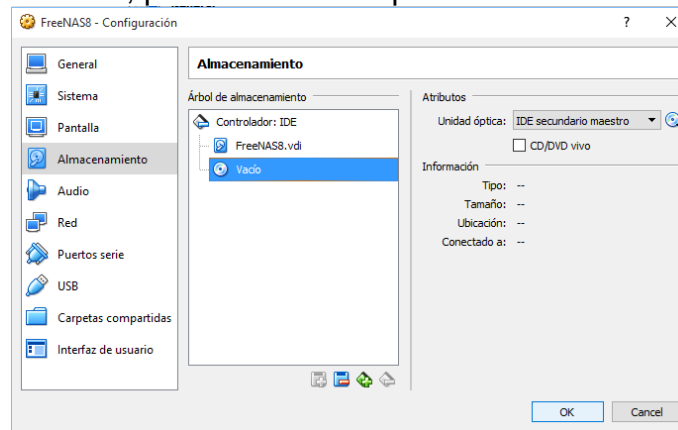 FreeNAS8 - Configuración ?
General
Sistema
Pantalla
Almacenamiento
Audio
Red
Puertos serie
USB
Carpetas compartidas
Interfaz de usuario
Almacenamiento
Árbol de almacenamiento
Controlador: IDE
FreeNAS8.vdi
Vacío
Atributos
Unidad óptica: IDE secundario maestro
CD/DVD vivo
Información
Tipo: --
Tamaño: --
Ubicación: --
Conectado a: --
OK Cancel